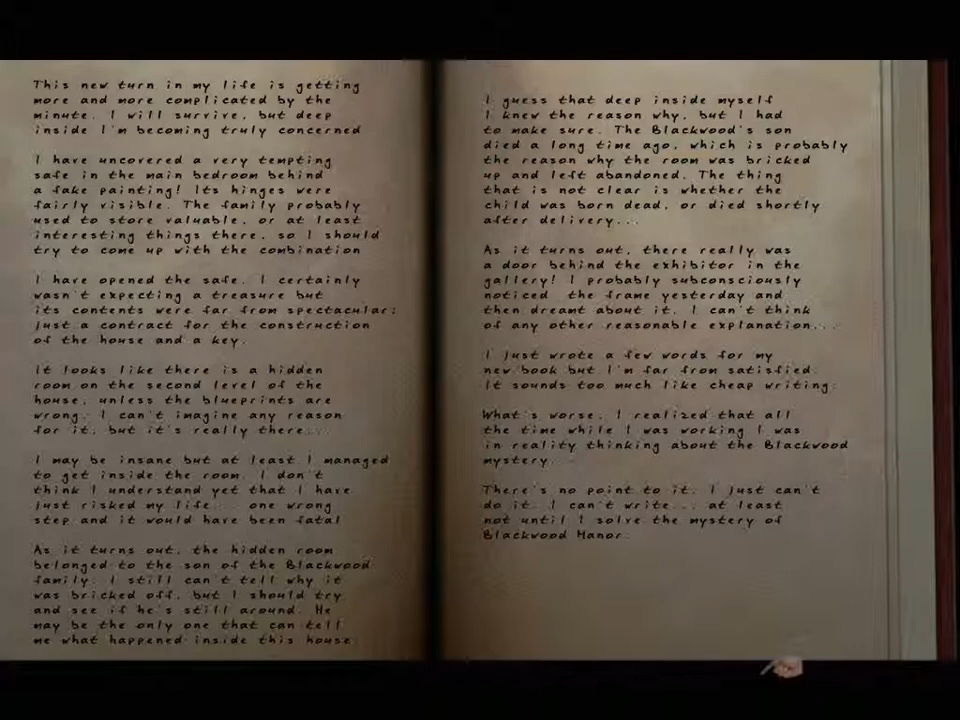 This new turn in my life is getting
more and more complicated by the
minute. I will survive, but deep
inside I'm becoming truly concerned
I have uncovered a very tempting
safe in the main bedroom behind
a fake painting! Its hinges were
fairly visible. The family probably
used to store valuable, or at least
interesting things there, so I should
try to come up with the combination
I have opened the safe. I certainly
wasn't expecting a treasure but
its contents were far from spectacular:
just a contract for the construction
of the house and a key.
It looks like there is a hidden
room on the second level of the
house, unless the blueprints are
wrong. I can't imagine any reason
for it, but it's really there...
I may be insane but at least I managed
to get inside the room. I don't
think I understand yet that I have
just risked my life... one wrong
step and it would have been fatal
As it turns out, the hidden room
belonged to the son of the Blackwood
family. I still can't tell why it
was bricked off, but I should try
and see if he's still around. He
may be the only one that can tell
me what happened inside this house.
I guess that deep inside myself
I knew the reason why, but I had
to make sure. The Blackwood's son
died a long time ago, which is probably
the reason why the room was bricked
up and left abandoned. The thing
that is not clear is whether the
child was born dead, or died shortly
after delivery...
As it turns out, there really was
a door behind the exhibitor in the
gallery! I probably subconsciously
noticed the frame yesterday and
then dreamt about it. I can't think
of any other reasonable explanation...
I just wrote a few words for my
new book but I'm far from satisfied.
It sounds too much like cheap writing.
What's worse, I realized that all
the time while I was working I was
in reality thinking about the Blackwood
mystery...
There's no point to it. I just can't
do it. I can't write... at least
not until I solve the mystery of
Blackwood Manor.